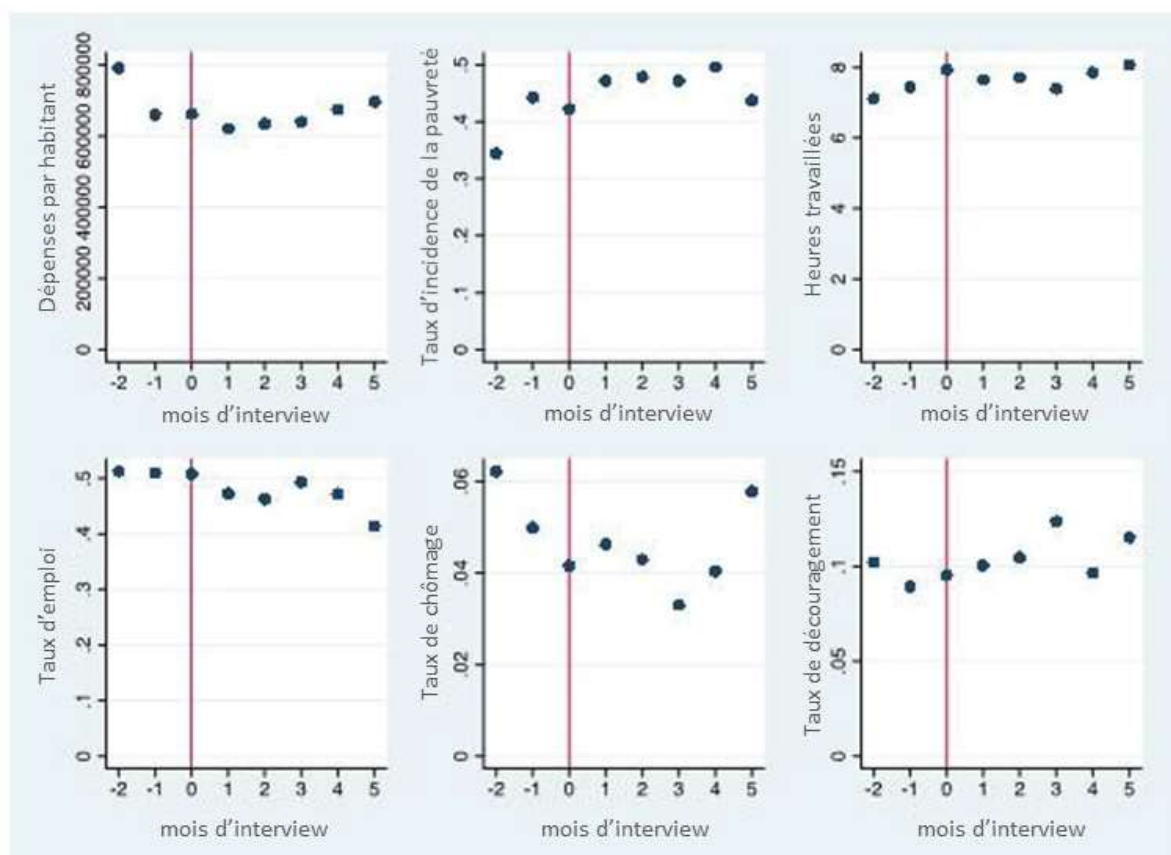 Dépenses par habitant
0 200000 400000 600000 800000
-2 -1 0 1 2 3 4 5
mois d'interview
Taux d'incidence de la pauvreté
0 .1 .2 .3 .4 .5
-2 -1 0 1 2 3 4 5
mois d'interview
Heures travaillées
0 2 4 6 8
-2 -1 0 1 2 3 4 5
mois d'interview
Taux d'emploi
0 .1 .2 .3 .4 .5
-2 -1 0 1 2 3 4 5
mois d'interview
Taux de chômage
0 .02 .04 .06
-2 -1 0 1 2 3 4 5
mois d'interview
Taux de découragement
0 .05 .1 .15
-2 -1 0 1 2 3 4 5
mois d'interview